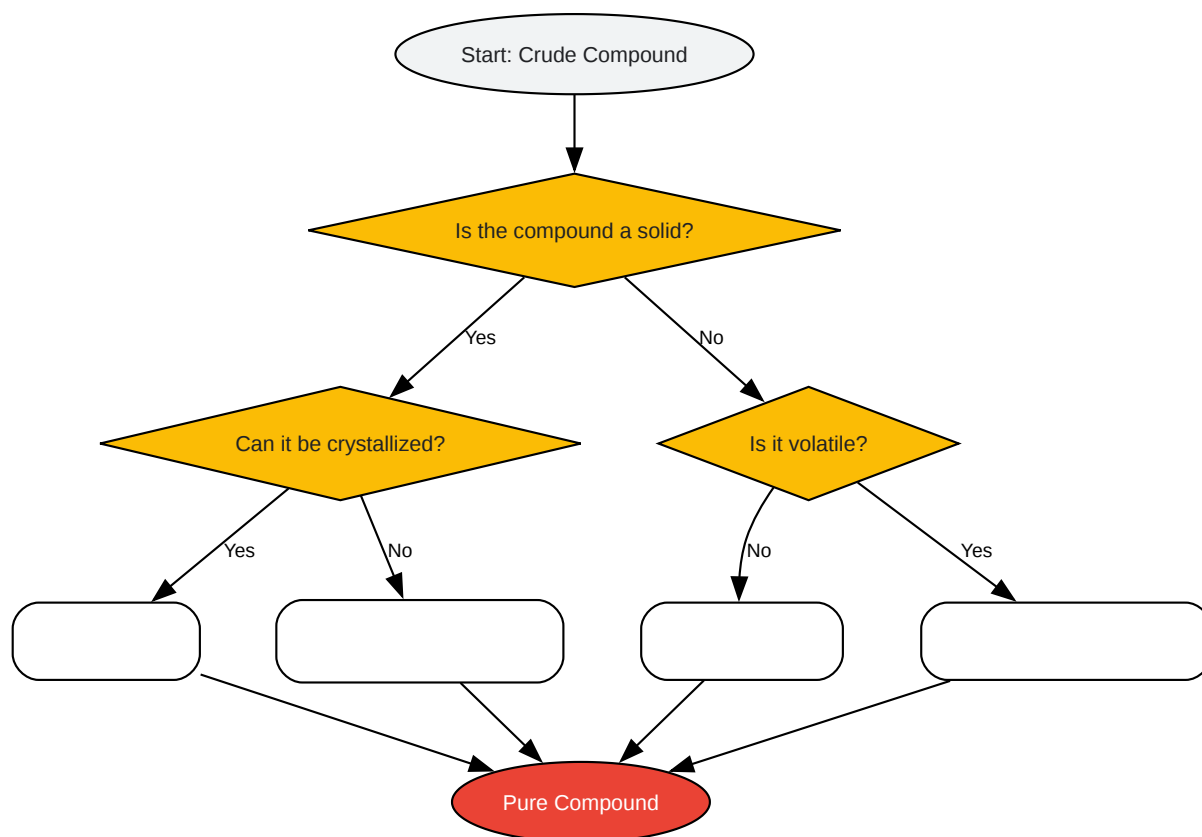 Start: Crude Compound
Is the compound a solid?
Yes
No
Can it be crystallized?
Is it volatile?
Yes
No
No
Yes
Pure Compound